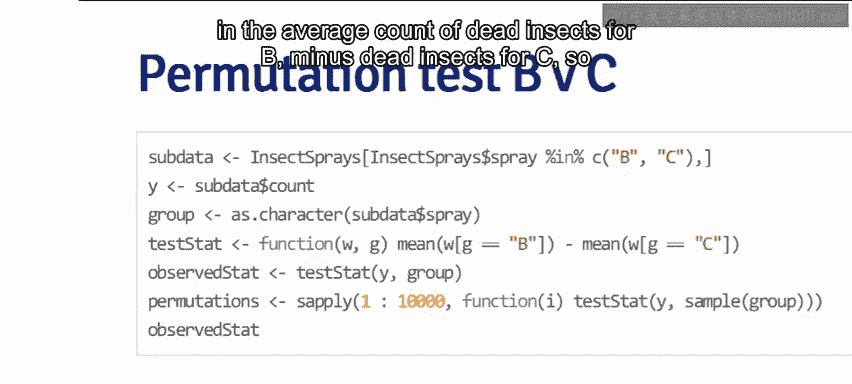 in the average count of dead insects for
B, minus dead insects for C, so
Permutation test B v C
subdata <- InsectSprays[InsectSprays$spray %in% c("B", "C"),]
y <- subdata$count
group <- as.character(subdata$spray)
testStat <- function(w, g) mean(w[g == "B"]) - mean(w[g == "C"])
observedStat <- testStat(y, group)
permutations <- sapply(1 : 10000, function(i) testStat(y, sample(group)))
observedStat